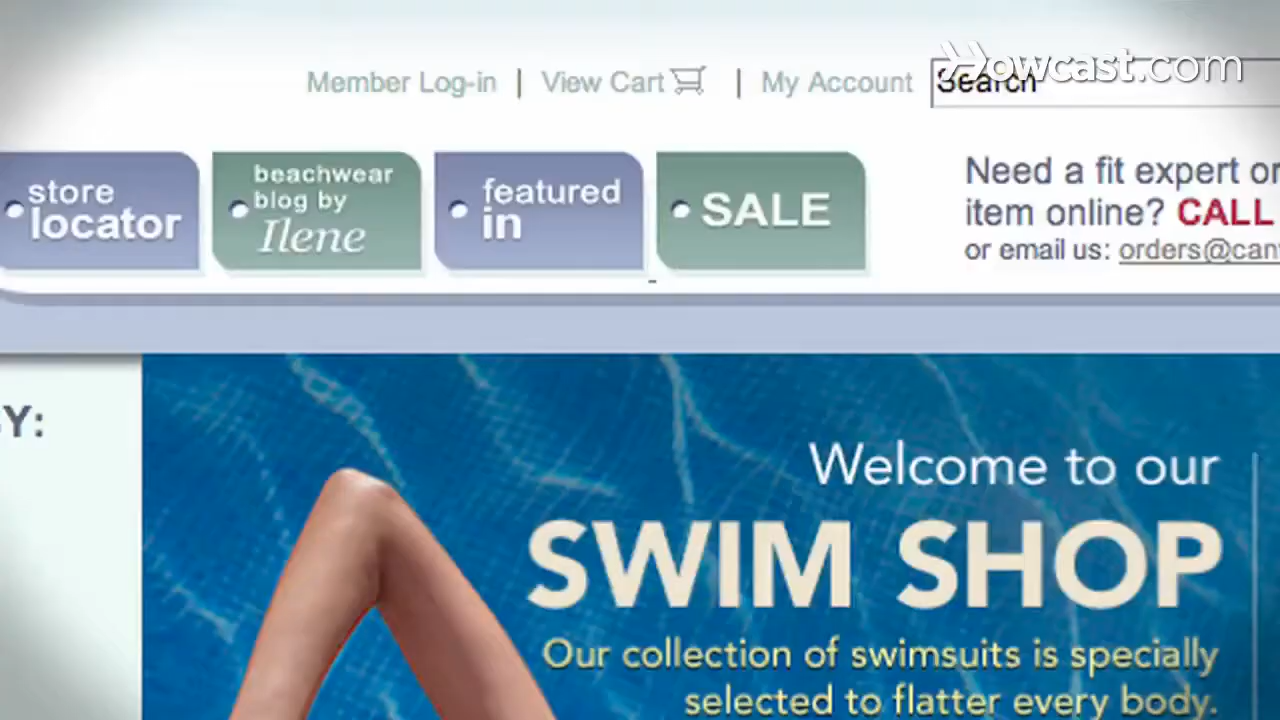 Howcast.com
Member Log-in | View Cart | My Account Search
store
locator
beachwear
blog by
Ilene
featured
in
SALE
Need a fit expert or
item online? CALL
or email us: orders@can
Y:
Welcome to our
SWIM SHOP
Our collection of swimsuits is specially
selected to flatter every body.